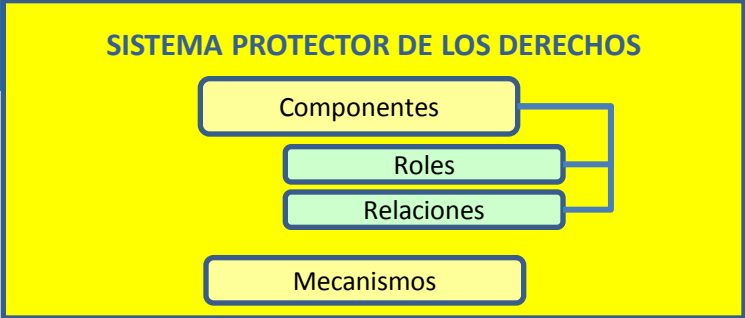 SISTEMA PROTECTOR DE LOS DERECHOS
Componentes
Roles
Relaciones
Mecanismos